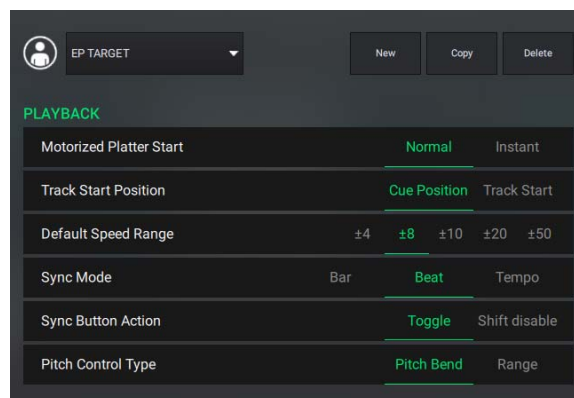 EP TARGET New Copy Delete
PLAYBACK
Motorized Platter Start Normal Instant
Track Start Position Cue Position Track Start
Default Speed Range ±4 ±8 ±10 ±20 ±50
Sync Mode Bar Beat Tempo
Sync Button Action Toggle Shift disable
Pitch Control Type Pitch Bend Range